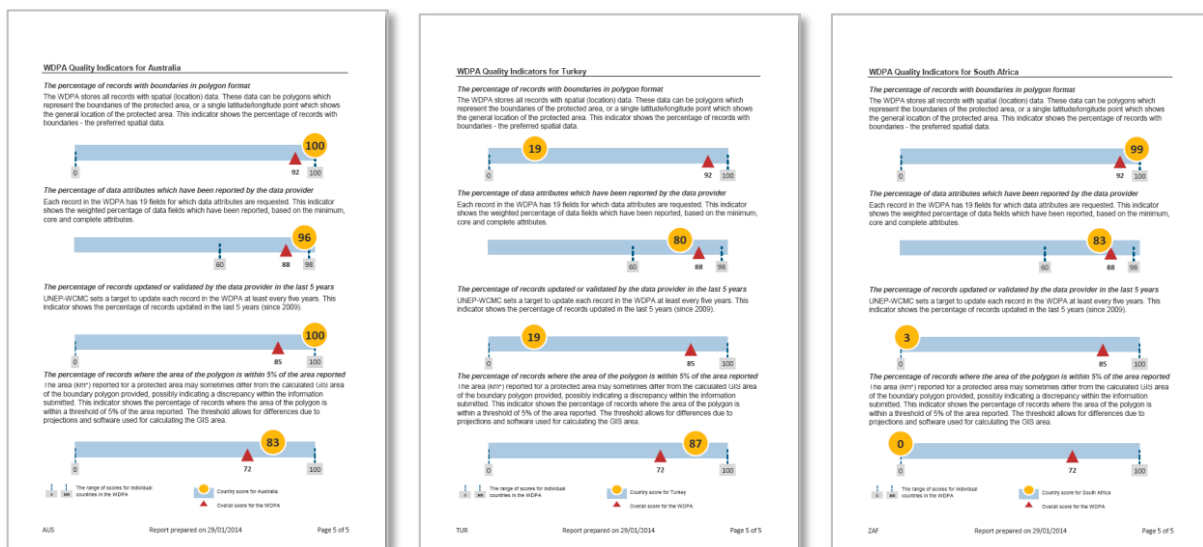 WDPA Quality Indicators for Australia
The percentage of records with boundaries in polygon format
The WDPA stores all records with spatial (location) data. These data can be polygons which
represent the boundaries of the protected area, or a single latitude/longitude point which shows
the general location of the protected area. This indicator shows the percentage of records with
boundaries - the preferred spatial data.
100
0
92
100
The percentage of data attributes which have been reported by the data provider
Each record in the WDPA has 19 fields for which data attributes are requested. This indicator
shows the weighted percentage of data fields which have been reported, based on the minimum,
core and complete attributes.
96
60
88
98
The percentage of records updated or validated by the data provider in the last 5 years
UNEP-WCMC sets a target to update each record in the WDPA at least every five years. This
indicator shows the percentage of records updated in the last 5 years (since 2009).
100
0
85
100
The percentage of records where the area of the polygon is within 5% of the area reported
The area (km²) reported for a protected area may sometimes differ from the calculated GIS area
of the boundary polygon provided, possibly indicating a discrepancy within the information
submitted. This indicator shows the percentage of records where the area of the polygon is
within a threshold of 5% of the area reported. The threshold allows for differences due to
projections and software used for calculating the GIS area.
83
0
72
100
The range of scores for individual
countries in the WDPA
Country score for Australia
Overall score for the WDPA
AUS Report prepared on 29/01/2014 Page 5 of 5
WDPA Quality Indicators for Turkey
The percentage of records with boundaries in polygon format
The WDPA stores all records with spatial (location) data. These data can be polygons which
represent the boundaries of the protected area, or a single latitude/longitude point which shows
the general location of the protected area. This indicator shows the percentage of records with
boundaries - the preferred spatial data.
19
0
92
100
The percentage of data attributes which have been reported by the data provider
Each record in the WDPA has 19 fields for which data attributes are requested. This indicator
shows the weighted percentage of data fields which have been reported, based on the minimum,
core and complete attributes.
80
60
88
98
The percentage of records updated or validated by the data provider in the last 5 years
UNEP-WCMC sets a target to update each record in the WDPA at least every five years. This
indicator shows the percentage of records updated in the last 5 years (since 2009).
19
0
85
100
The percentage of records where the area of the polygon is within 5% of the area reported
The area (km²) reported for a protected area may sometimes differ from the calculated GIS area
of the boundary polygon provided, possibly indicating a discrepancy within the information
submitted. This indicator shows the percentage of records where the area of the polygon is
within a threshold of 5% of the area reported. The threshold allows for differences due to
projections and software used for calculating the GIS area.
87
0
72
100
The range of scores for individual
countries in the WDPA
Country score for Turkey
Overall score for the WDPA
TUR Report prepared on 29/01/2014 Page 5 of 5
WDPA Quality Indicators for South Africa
The percentage of records with boundaries in polygon format
The WDPA stores all records with spatial (location) data. These data can be polygons which
represent the boundaries of the protected area, or a single latitude/longitude point which shows
the general location of the protected area. This indicator shows the percentage of records with
boundaries - the preferred spatial data.
99
0
92
100
The percentage of data attributes which have been reported by the data provider
Each record in the WDPA has 19 fields for which data attributes are requested. This indicator
shows the weighted percentage of data fields which have been reported, based on the minimum,
core and complete attributes.
83
60
88
98
The percentage of records updated or validated by the data provider in the last 5 years
UNEP-WCMC sets a target to update each record in the WDPA at least every five years. This
indicator shows the percentage of records updated in the last 5 years (since 2009).
3
0
85
100
The percentage of records where the area of the polygon is within 5% of the area reported
The area (km²) reported for a protected area may sometimes differ from the calculated GIS area
of the boundary polygon provided, possibly indicating a discrepancy within the information
submitted. This indicator shows the percentage of records where the area of the polygon is
within a threshold of 5% of the area reported. The threshold allows for differences due to
projections and software used for calculating the GIS area.
0
0
72
100
The range of scores for individual
countries in the WDPA
Country score for South Africa
Overall score for the WDPA
ZAF Report prepared on 29/01/2014 Page 5 of 5